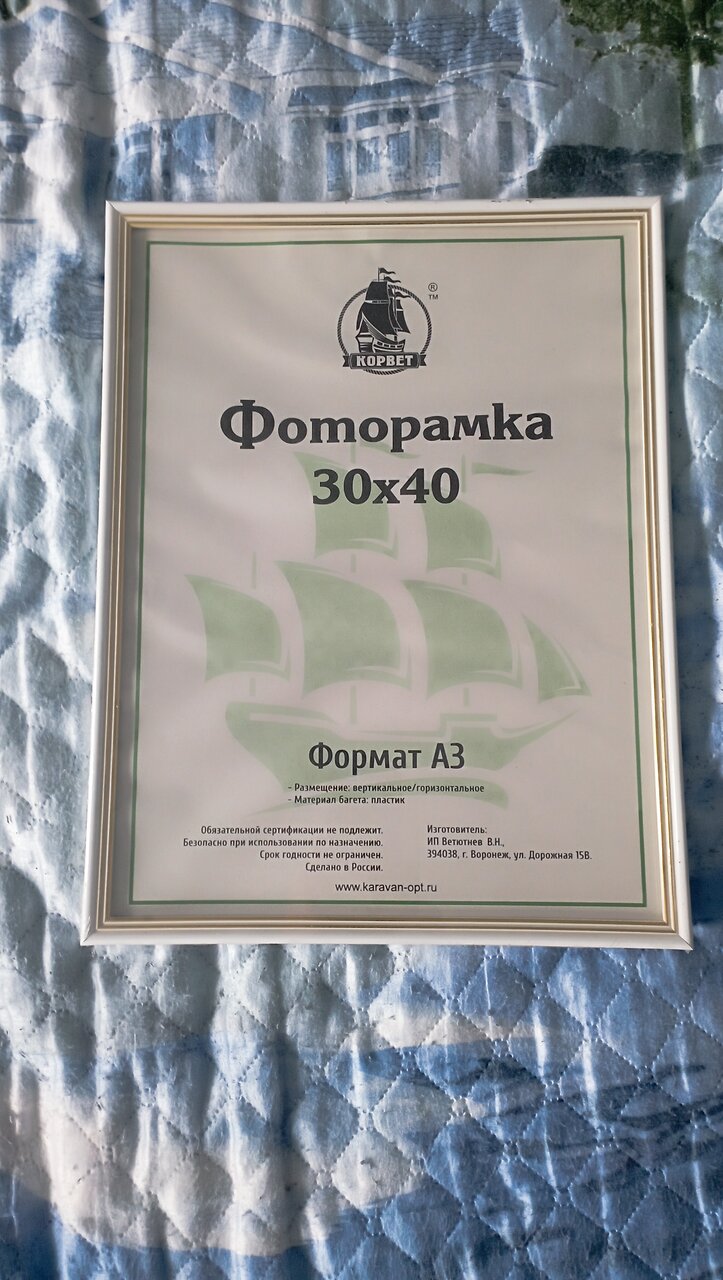 ®
TM
КОРВЕТ
Фоторамка
30х40
Формат А3
- Размещение: вертикальное/горизонтальное
- Материал багета: пластик
Обязательной сертификации не подлежит.
Безопасно при использовании по назначению.
Срок годности не ограничен.
Сделано в России.
Изготовитель:
ИП Ветютнев В.Н.,
394038, г. Воронеж, ул. Дорожная 15В.
www.karavan-opt.ru